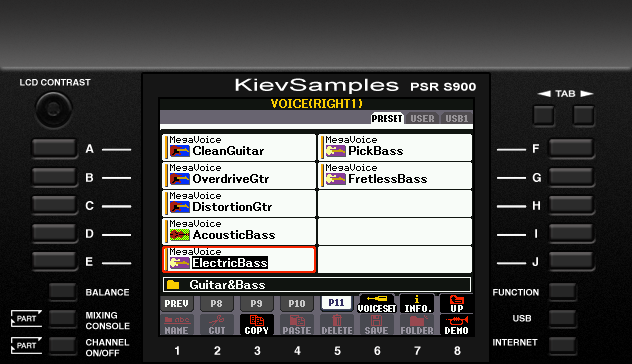 LCD CONTRAST
KievSamples PSR S900
◄ TAB ►
VOICE(RIGHT1)
PRESET USER USB1
A
MegaVoice
CleanGuitar
MegaVoice
PickBass
F
B
MegaVoice
OverdriveGtr
MegaVoice
FretlessBass
G
C
MegaVoice
DistortionGtr
H
D
MegaVoice
AcousticBass
I
E
MegaVoice
ElectricBass
J
Guitar&Bass
BALANCE
PREV P8 P9 P10 P11 VOICESET INFO. UP
FUNCTION
PART
MIXING
CONSOLE
NAME CUT COPY PASTE DELETE SAVE FOLDER DEMO
USB
PART
CHANNEL
ON/OFF
1 2 3 4 5 6 7 8
INTERNET